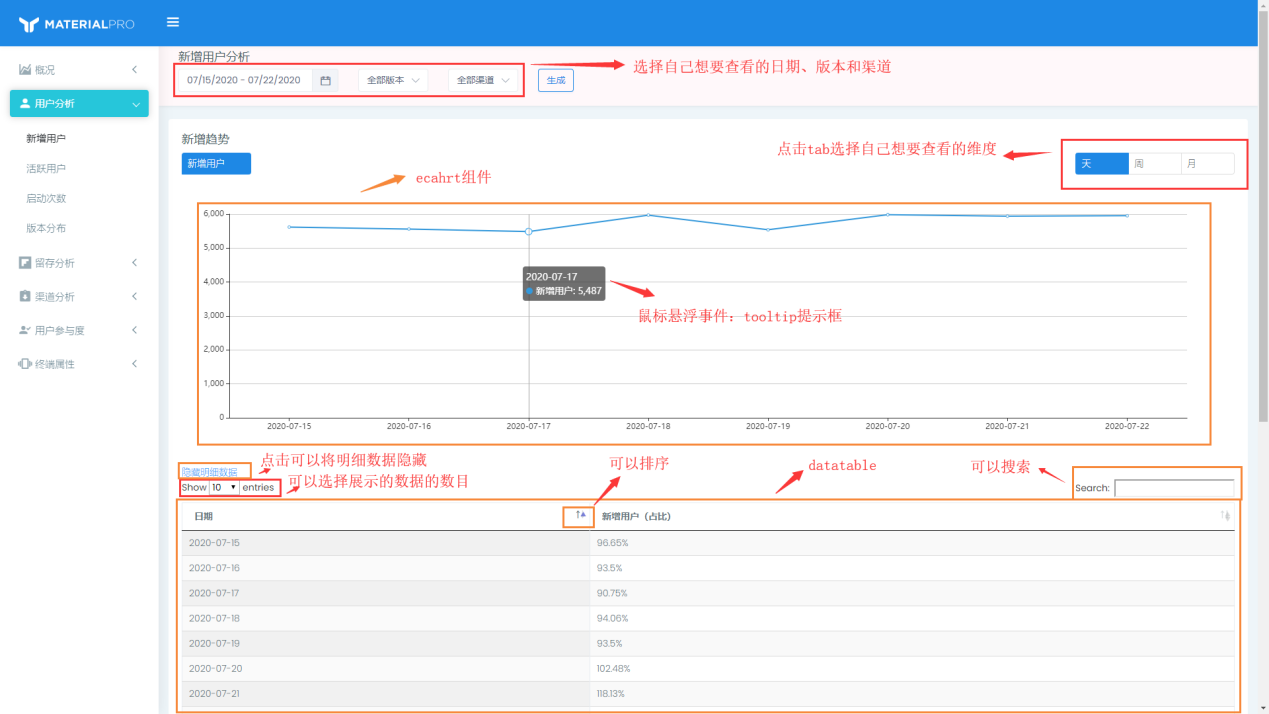 MATERIALPRO
概况
用户分析
新增用户
活跃用户
启动次数
版本分布
留存分析
渠道分析
用户参与度
终端属性
新增用户分析
07/15/2020 - 07/22/2020 全部版本 全部渠道 生成
选择自己想要查看的日期、版本和渠道
新增趋势
新增用户
点击tab选择自己想要查看的维度
天 周 月
ecahrt组件
6,000
5,000
4,000
3,000
2,000
1,000
0
2020-07-17
新增用户: 5,487
鼠标悬浮事件：tooltip提示框
2020-07-15 2020-07-16 2020-07-17 2020-07-18 2020-07-19 2020-07-20 2020-07-21 2020-07-22
隐藏明细数据
点击可以将明细数据隐藏
Show 10 entries
可以选择展示的数据的数目
可以排序
datatable
可以搜索
Search:
日期 新增用户（占比）
2020-07-15 96.65%
2020-07-16 93.5%
2020-07-17 90.75%
2020-07-18 94.06%
2020-07-19 93.5%
2020-07-20 102.48%
2020-07-21 118.13%